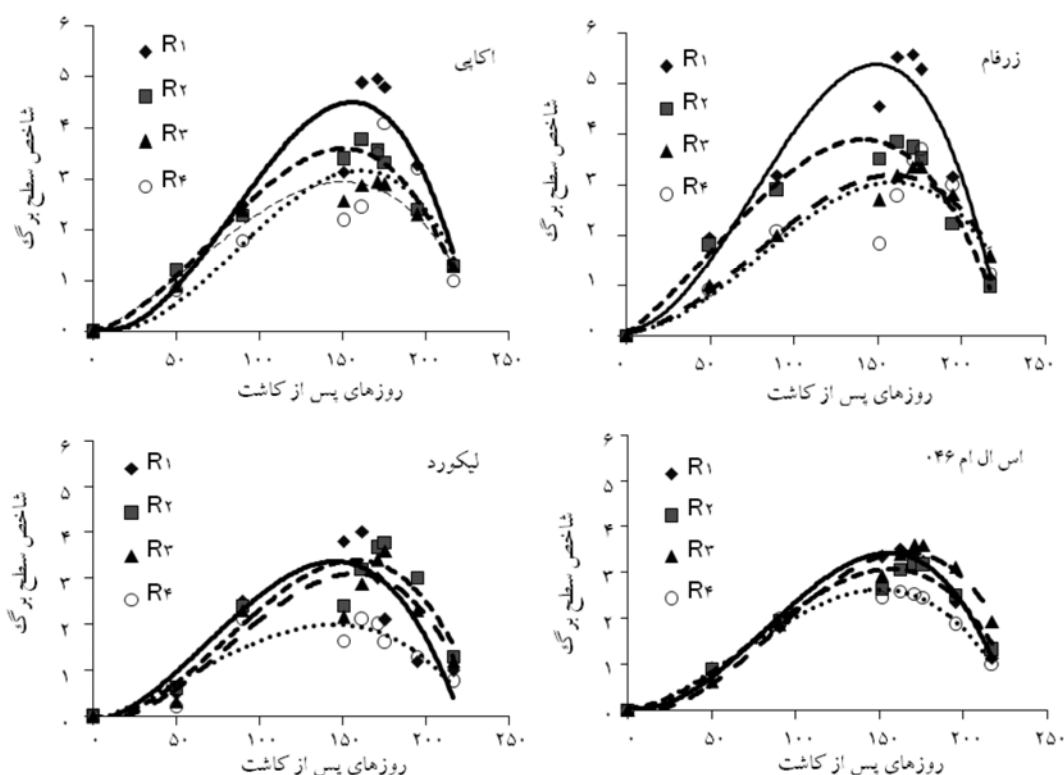 اکاپی
R۱
R۲
R۳
R۴
شاخص سطح برگ
۶
۵
۴
۳
۲
۱
۰
۰ ۵۰ ۱۰۰ ۱۵۰ ۲۰۰ ۲۵۰
روزهای پس از کاشت
زرفام
R۱
R۲
R۳
R۴
شاخص سطح برگ
۶
۵
۴
۳
۲
۱
۰
۰ ۵۰ ۱۰۰ ۱۵۰ ۲۰۰ ۲۵۰
روزهای پس از کاشت
لیکورد
R۱
R۲
R۳
R۴
شاخص سطح برگ
۶
۵
۴
۳
۲
۱
۰
۰ ۵۰ ۱۰۰ ۱۵۰ ۲۰۰ ۲۵۰
روزهای پس از کاشت
اس ال ام ۰۴۶
R۱
R۲
R۳
R۴
شاخص سطح برگ
۶
۵
۴
۳
۲
۱
۰
۰ ۵۰ ۱۰۰ ۱۵۰ ۲۰۰ ۲۵۰
روزهای پس از کاشت